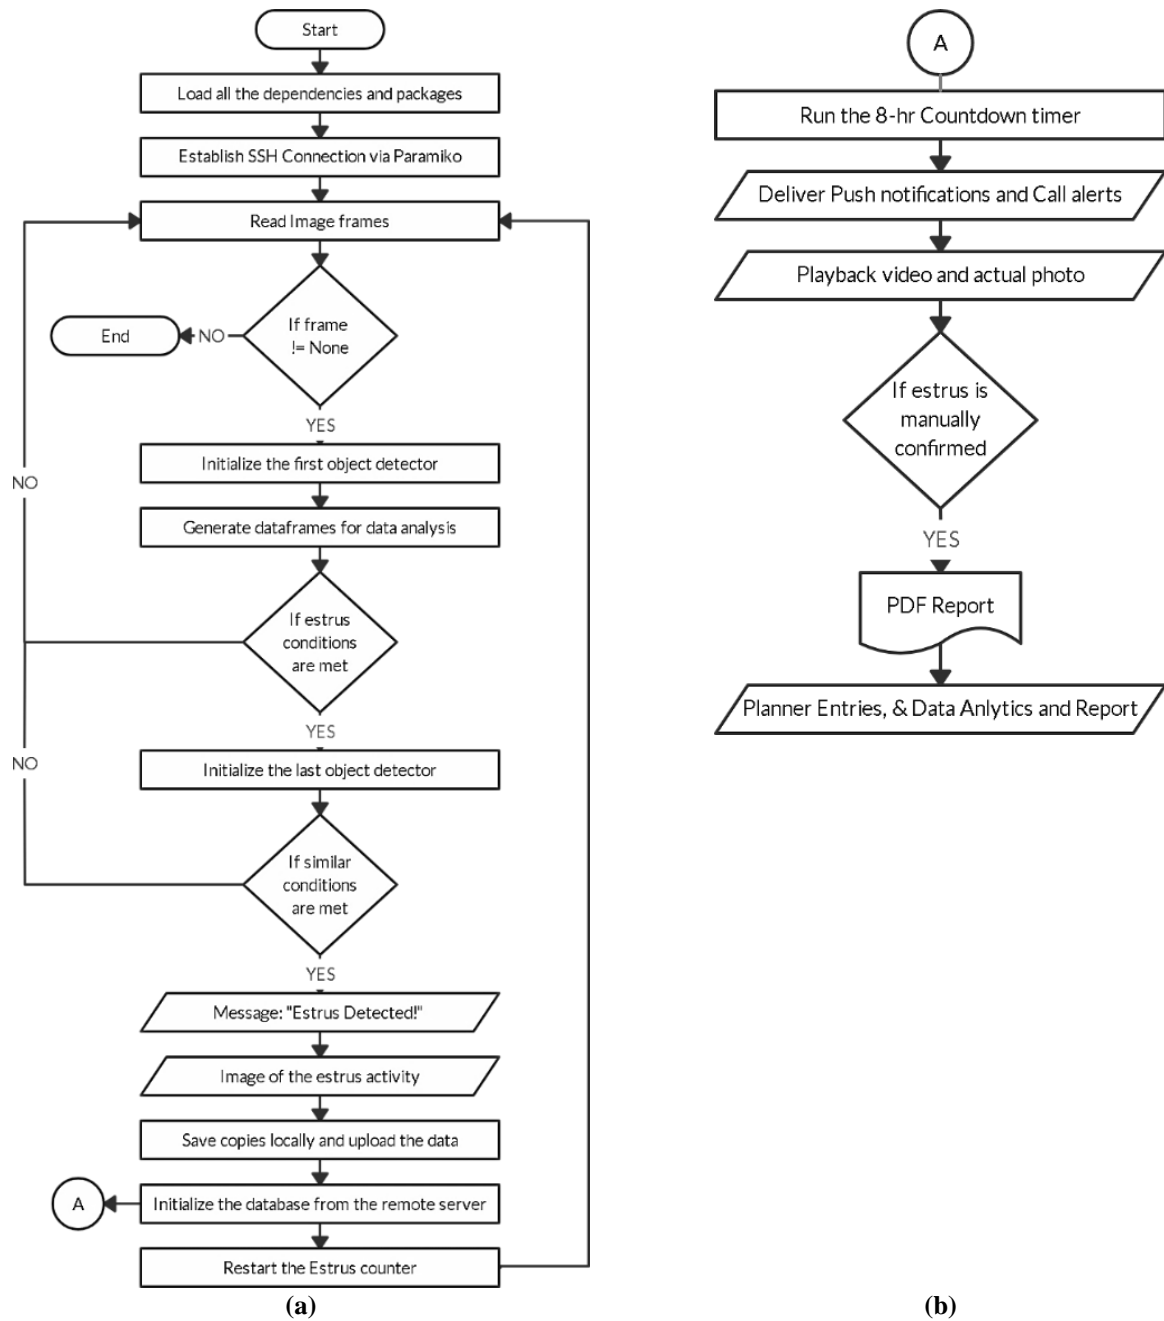 Start
Load all the dependencies and packages
Establish SSH Connection via Paramiko
Read Image frames
If frame
!= None
NO
End
YES
Initialize the first object detector
NO
Generate dataframes for data analysis
If estrus
conditions
are met
YES
NO
Initialize the last object detector
If similar
conditions
are met
YES
Message: "Estrus Detected!"
Image of the estrus activity
Save copies locally and upload the data
A
Initialize the database from the remote server
Restart the Estrus counter
(a)
A
Run the 8-hr Countdown timer
Deliver Push notifications and Call alerts
Playback video and actual photo
If estrus is
manually
confirmed
YES
PDF Report
Planner Entries, & Data Anlytics and Report
(b)